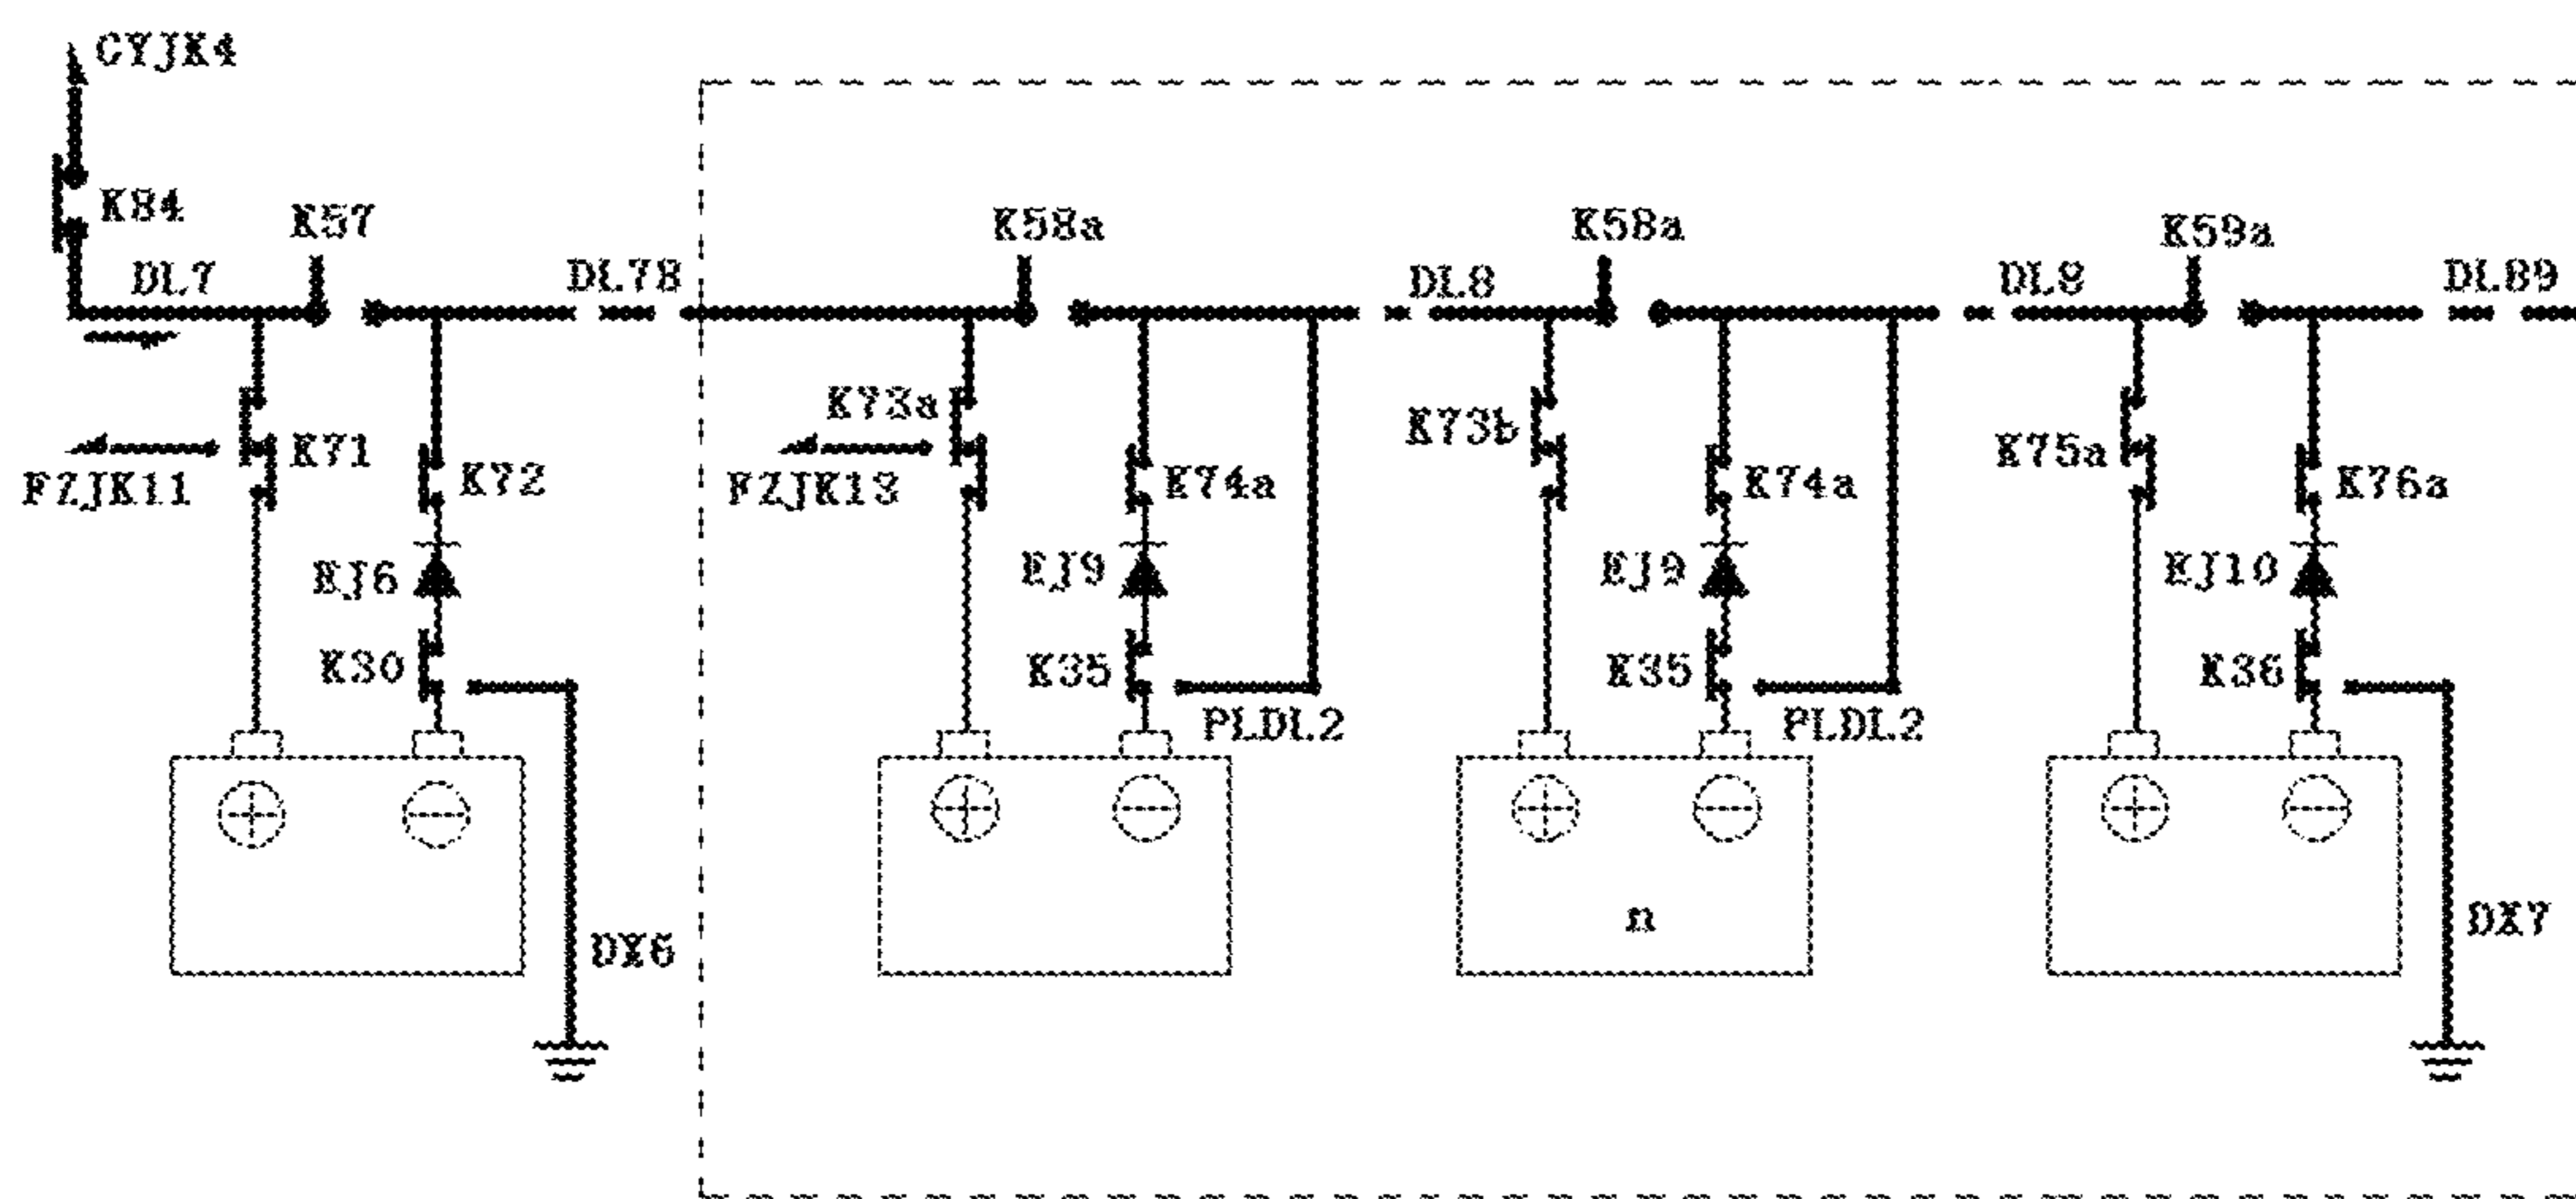 CYJK4
K84
K57
K58a
K58a
K59a
DL7
DL78
DL8
DL8
DL89
K73a
K73b
K71
K72
K75a
FZJK11
FZJK13
K74a
K74a
K76a
EJ6
EJ9
EJ9
EJ10
K30
K35
K35
K36
PLDL2
PLDL2
n
DX6
DX7